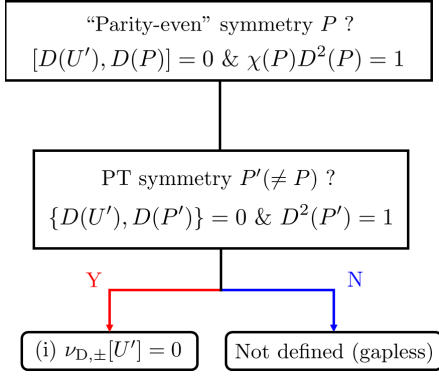 “Parity-even” symmetry P ?
[D(U′), D(P)] = 0 & χ(P)D²(P) = 1
PT symmetry P′(≠ P) ?
{D(U′), D(P′)} = 0 & D²(P′) = 1
Y
N
(i) ν_{D,±}[U′] = 0
Not defined (gapless)